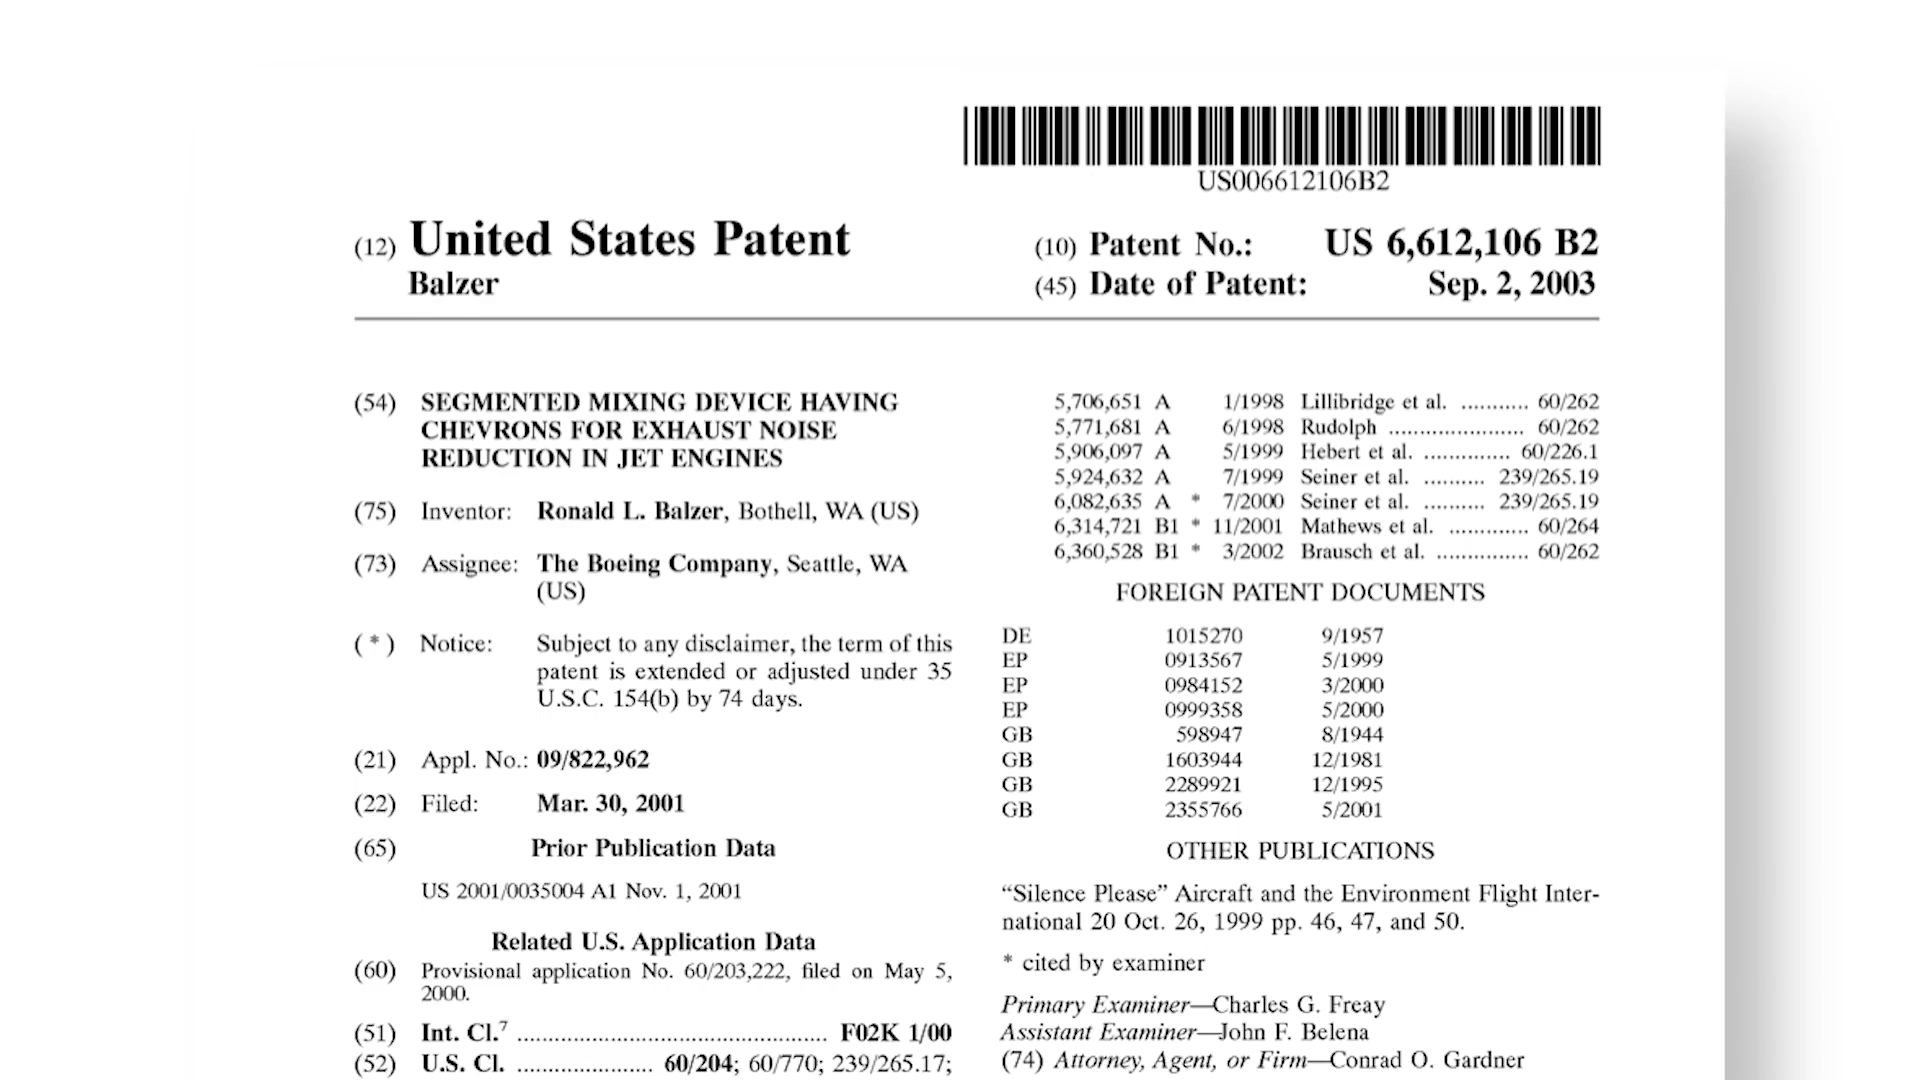 US006612106B2
(12) United States Patent
Balzer
(10) Patent No.: US 6,612,106 B2
(45) Date of Patent: Sep. 2, 2003
(54) SEGMENTED MIXING DEVICE HAVING
CHEVRONS FOR EXHAUST NOISE
REDUCTION IN JET ENGINES
(75) Inventor: Ronald L. Balzer, Bothell, WA (US)
(73) Assignee: The Boeing Company, Seattle, WA
(US)
( * ) Notice: Subject to any disclaimer, the term of this
patent is extended or adjusted under 35
U.S.C. 154(b) by 74 days.
(21) Appl. No.: 09/822,962
(22) Filed: Mar. 30, 2001
(65) Prior Publication Data
US 2001/0035004 A1 Nov. 1, 2001
Related U.S. Application Data
(60) Provisional application No. 60/203,222, filed on May 5,
2000.
(51) Int. Cl.7 ................................................ F02K 1/00
(52) U.S. Cl. ..................... 60/204; 60/770; 239/265.17;
5,706,651 A 1/1998 Lillibridge et al. ........... 60/262
5,771,681 A 6/1998 Rudolph ...................... 60/262
5,906,097 A 5/1999 Hebert et al. .............. 60/226.1
5,924,632 A 7/1999 Seiner et al. .......... 239/265.19
6,082,635 A * 7/2000 Seiner et al. .......... 239/265.19
6,314,721 B1 * 11/2001 Mathews et al. ............. 60/264
6,360,528 B1 * 3/2002 Brausch et al. ............... 60/262
FOREIGN PATENT DOCUMENTS
DE 1015270 9/1957
EP 0913567 5/1999
EP 0984152 3/2000
EP 0999358 5/2000
GB 598947 8/1944
GB 1603944 12/1981
GB 2289921 12/1995
GB 2355766 5/2001
OTHER PUBLICATIONS
“Silence Please” Aircraft and the Environment Flight Inter-
national 20 Oct. 26, 1999 pp. 46, 47, and 50.
* cited by examiner
Primary Examiner—Charles G. Freay
Assistant Examiner—John F. Belena
(74) Attorney, Agent, or Firm—Conrad O. Gardner